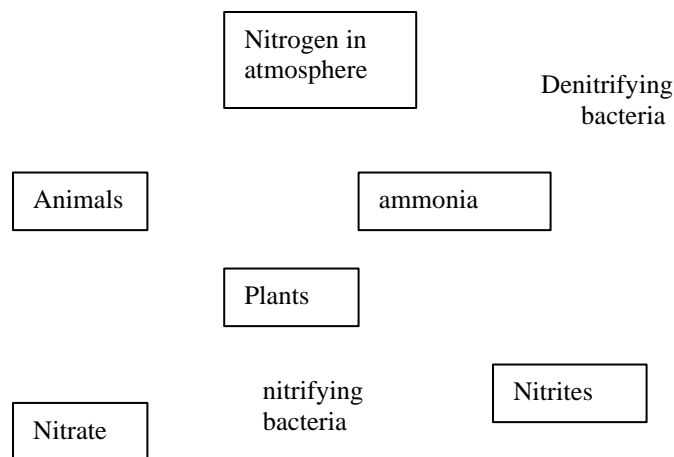 Nitrogen in
atmosphere
Denitrifying
bacteria
Animals
ammonia
Plants
nitrifying
bacteria
Nitrites
Nitrate